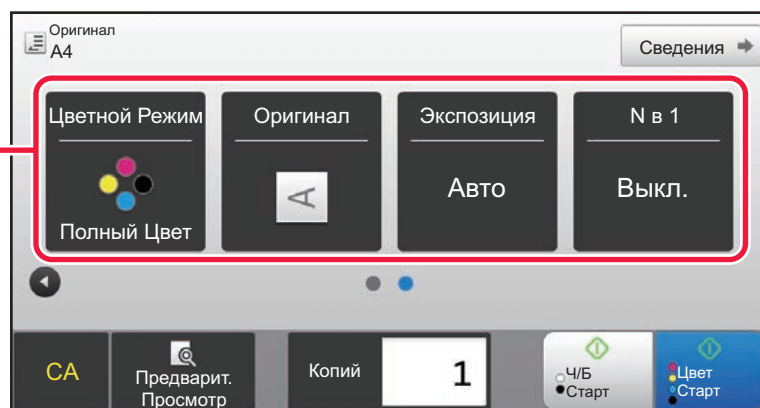 Оригинал
A4
Сведения
Цветной Режим
Оригинал
Экспозиция
N в 1
A
Авто
Выкл.
Полный Цвет
CA
Предварит.
Просмотр
Копий
1
Ч/Б
Старт
Цвет
Старт